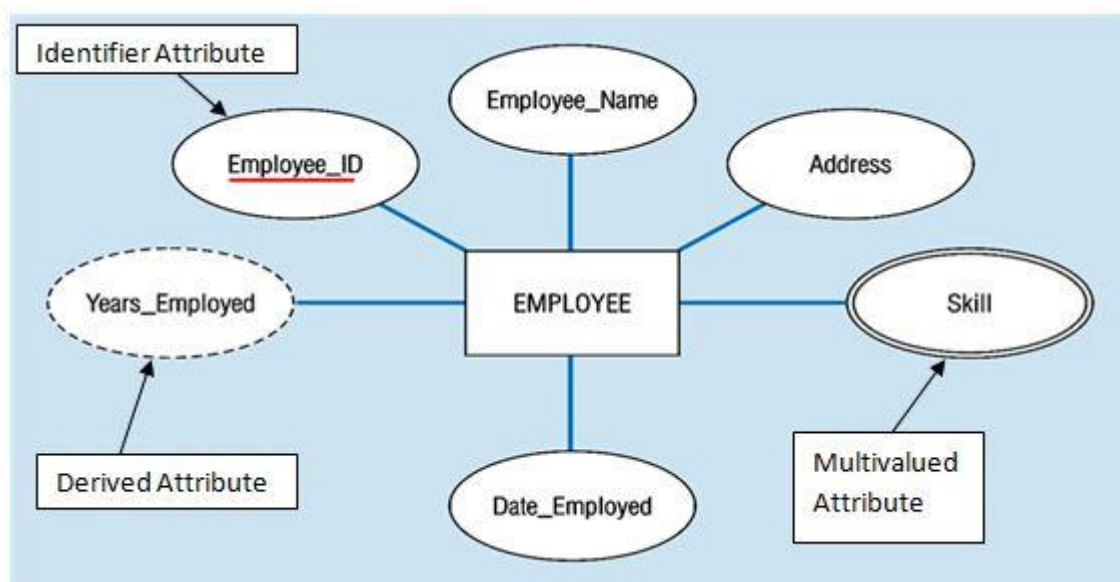 Identifier Attribute
Employee_Name
Employee_ID
Address
Years_Employed
EMPLOYEE
Skill
Derived Attribute
Multivalued
Attribute
Date_Employed